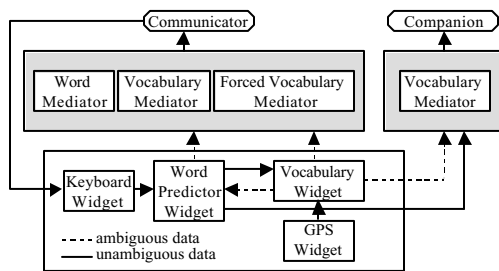 Communicator
Companion
Word
Mediator
Vocabulary
Mediator
Forced Vocabulary
Mediator
Vocabulary
Mediator
Keyboard
Widget
Word
Predictor
Widget
Vocabulary
Widget
GPS
Widget
ambiguous data
unambiguous data